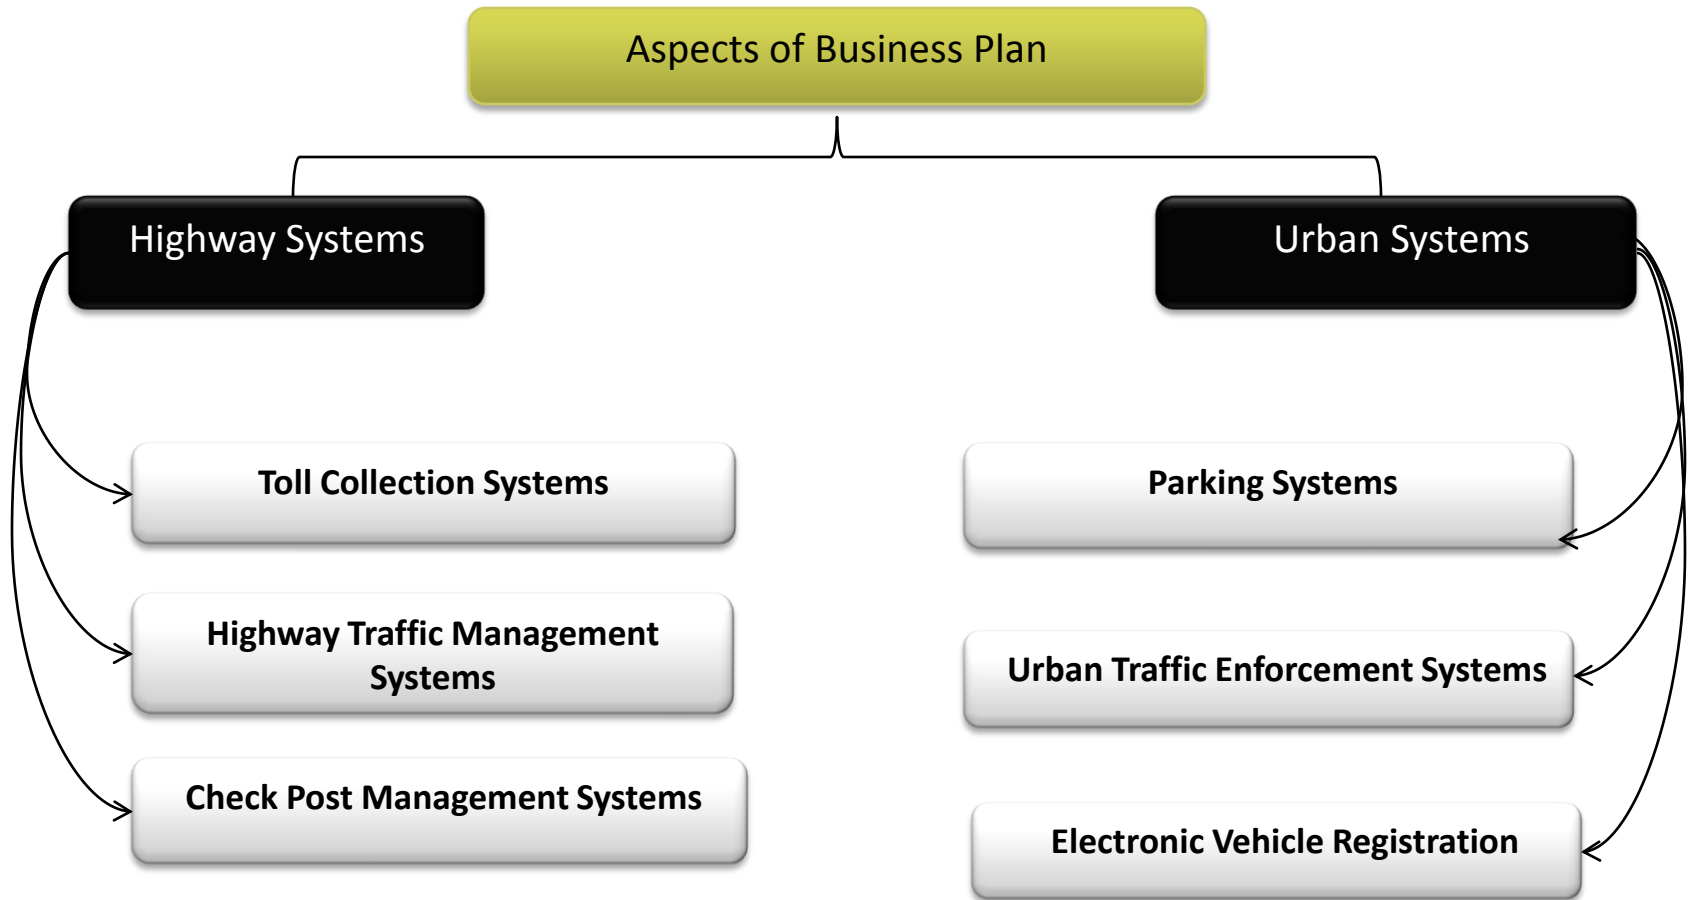 Aspects of Business Plan
Highway Systems
Urban Systems
Toll Collection Systems
Parking Systems
Highway Traffic Management
Systems
Urban Traffic Enforcement Systems
Check Post Management Systems
Electronic Vehicle Registration